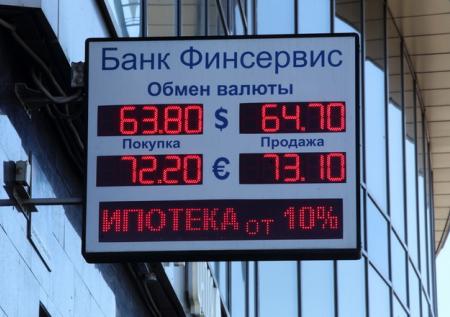 Банк Финсервис
Обмен валюты
63.80 $ 64.70
Покупка Продажа
72.20 € 73.10
ИПОТЕКА от 10%